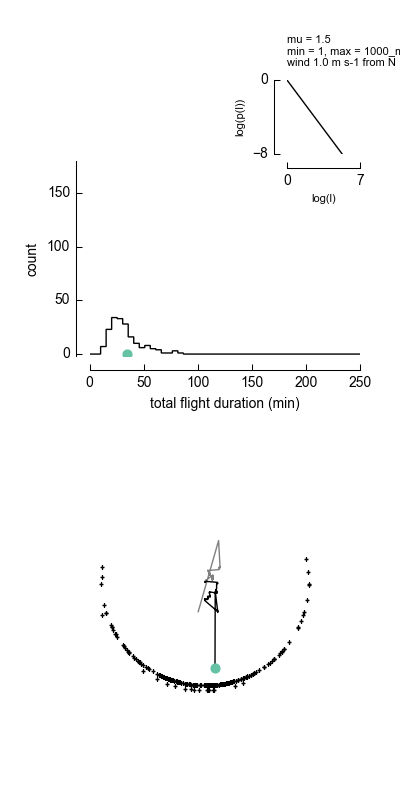 mu = 1.5
min = 1, max = 1000_m
wind 1.0 m s-1 from N
0
log(p(l))
−8
0 7
log(l)
150
100
50
0
count
0 50 100 150 200 250
total flight duration (min)